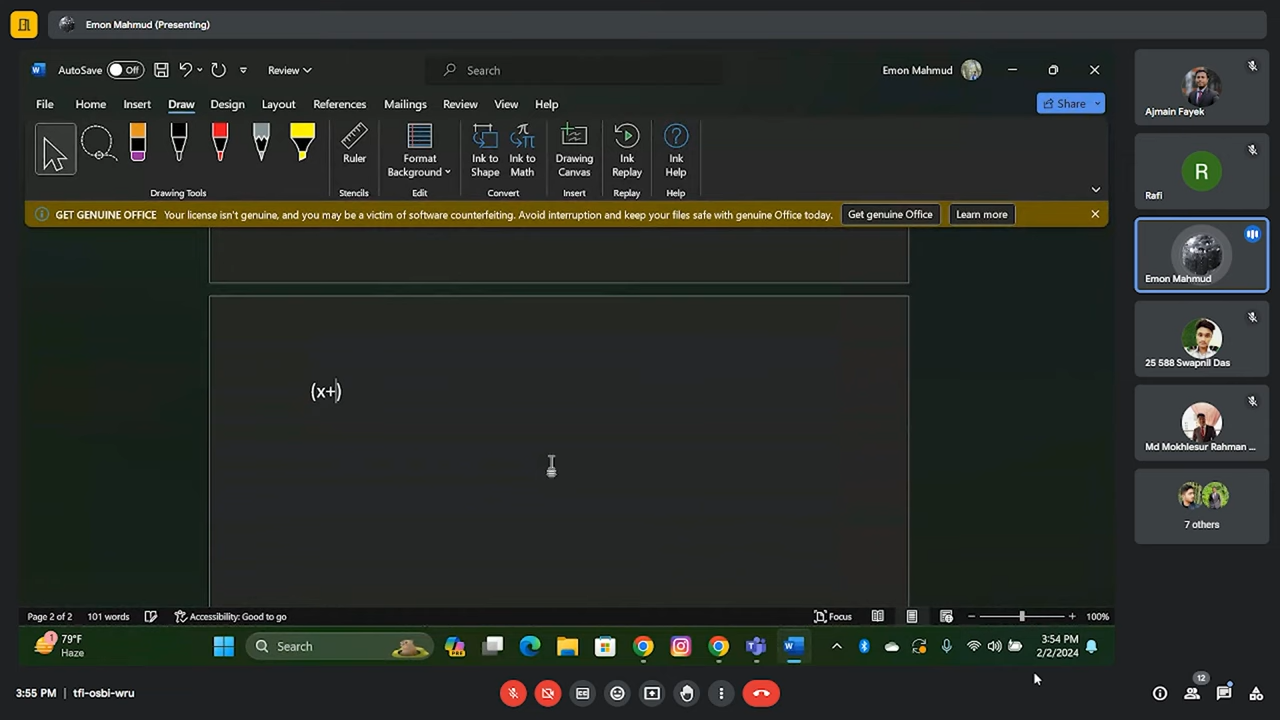 Emon Mahmud (Presenting)
AutoSave Off Review Search Emon Mahmud
File Home Insert Draw Design Layout References Mailings Review View Help Share
Ruler Format Background Ink to Shape Ink to Math Drawing Canvas Ink Replay Ink Help
Drawing Tools Stencils Edit Convert Insert Replay Help
GET GENUINE OFFICE Your license isn't genuine, and you may be a victim of software counterfeiting. Avoid interruption and keep your files safe with genuine Office today. Get genuine Office Learn more
(x+)
Page 2 of 2 101 words Accessibility: Good to go Focus 100%
1
79°F
Haze
Search
PRE
3:54 PM
2/2/2024
Ajmain Fayek
R
Rafi
Emon Mahmud
25 588 Swapnil Das
Md Mokhlesur Rahman ...
7 others
3:55 PM | tfi-osbi-wru
12